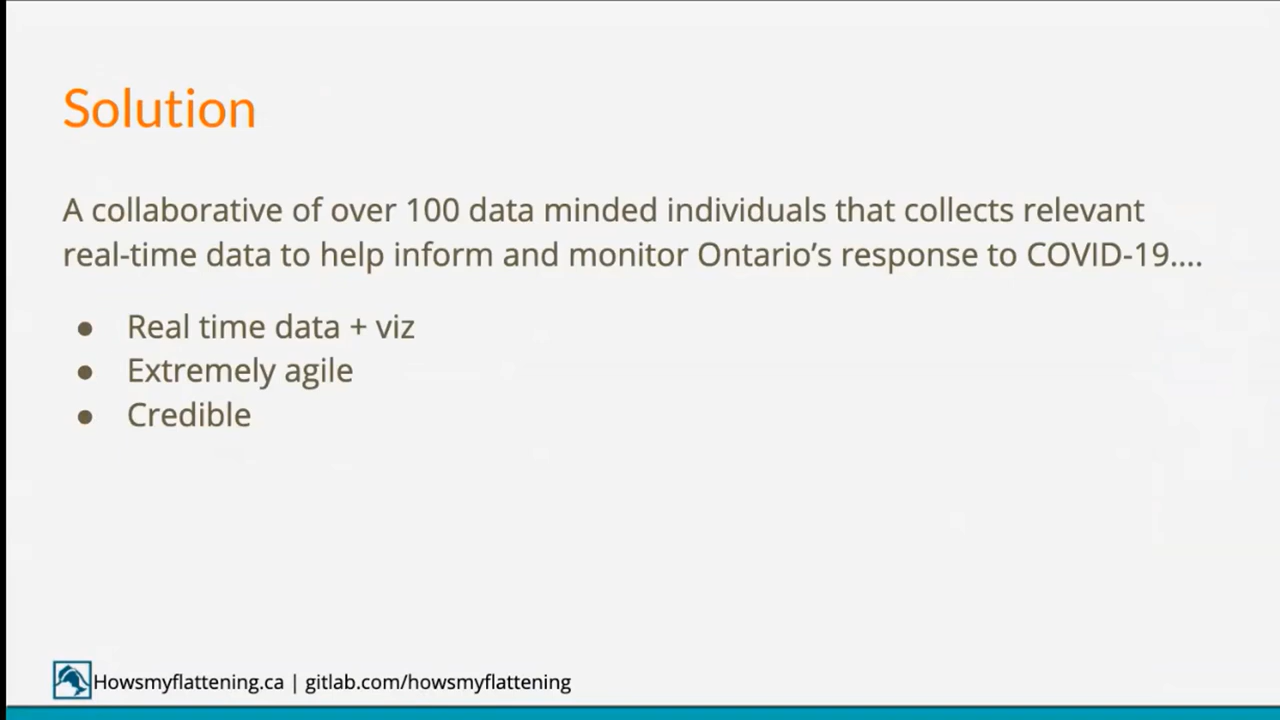 Solution
A collaborative of over 100 data minded individuals that collects relevant
real-time data to help inform and monitor Ontario’s response to COVID-19....
● Real time data + viz
● Extremely agile
● Credible
Howsmyflattening.ca | gitlab.com/howsmyflattening